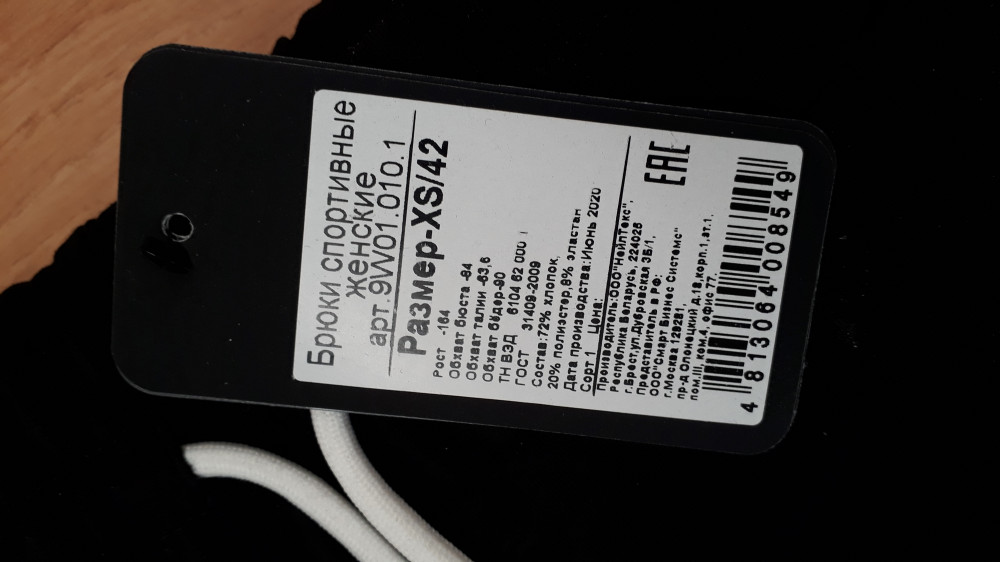 Брюки спортивные
женские
арт.9W01.010.1
Размер-XS/42
Рост -164
Обхват бюста -84
Обхват талии -63,6
Обхват бёдер-90
ТН ВЭД 6104 62 000
ГОСТ 31409-2009
Состав:72% хлопок,
20% полиэстер,8% эластан
Дата производства:Июнь 2020
Сорт 1 Цена:
Производитель:ООО"НейлТекс",
Республика Беларусь, 224025
г.Брест,ул.Дубровская 36/1,
представитель в РФ:
ООО"Смарт Бизнес Системс"
г.Москва 129281,
пр-д Олонецкий д.18,корп.1,эт.1,
пом.III, ком.4, офис 77.
EAC
4 813064 008549